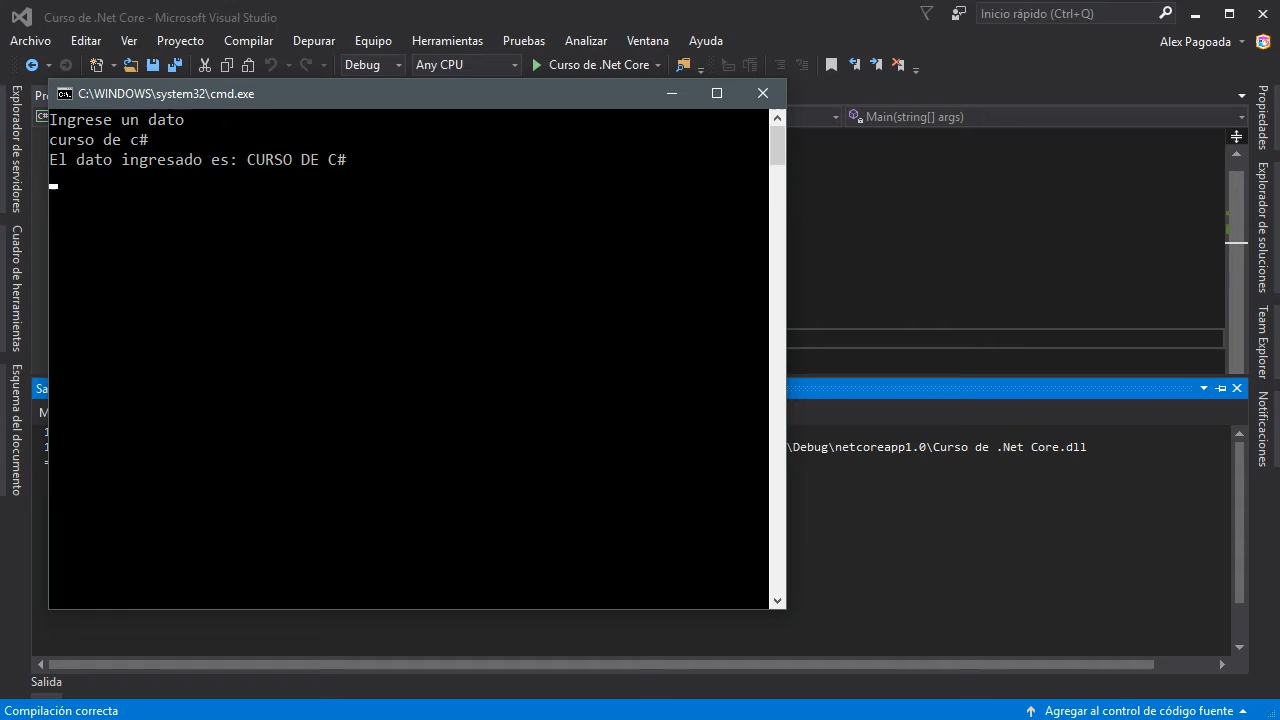 Curso de .Net Core - Microsoft Visual Studio
Inicio rápido (Ctrl+Q)
Archivo Editar Ver Proyecto Compilar Depurar Equipo Herramientas Pruebas Analizar Ventana Ayuda
Alex Pagoada
Debug Any CPU Curso de .Net Core
C:\WINDOWS\system32\cmd.exe
Main(string[] args)
Ingrese un dato
curso de c#
El dato ingresado es: CURSO DE C#
Explorador de servidores
Cuadro de herramientas
Esquema del documento
Propiedades
Explorador de soluciones
Team Explorer
Notificaciones
\Debug\netcoreapp1.0\Curso de .Net Core.dll
Salida
Compilación correcta
Agregar al control de código fuente